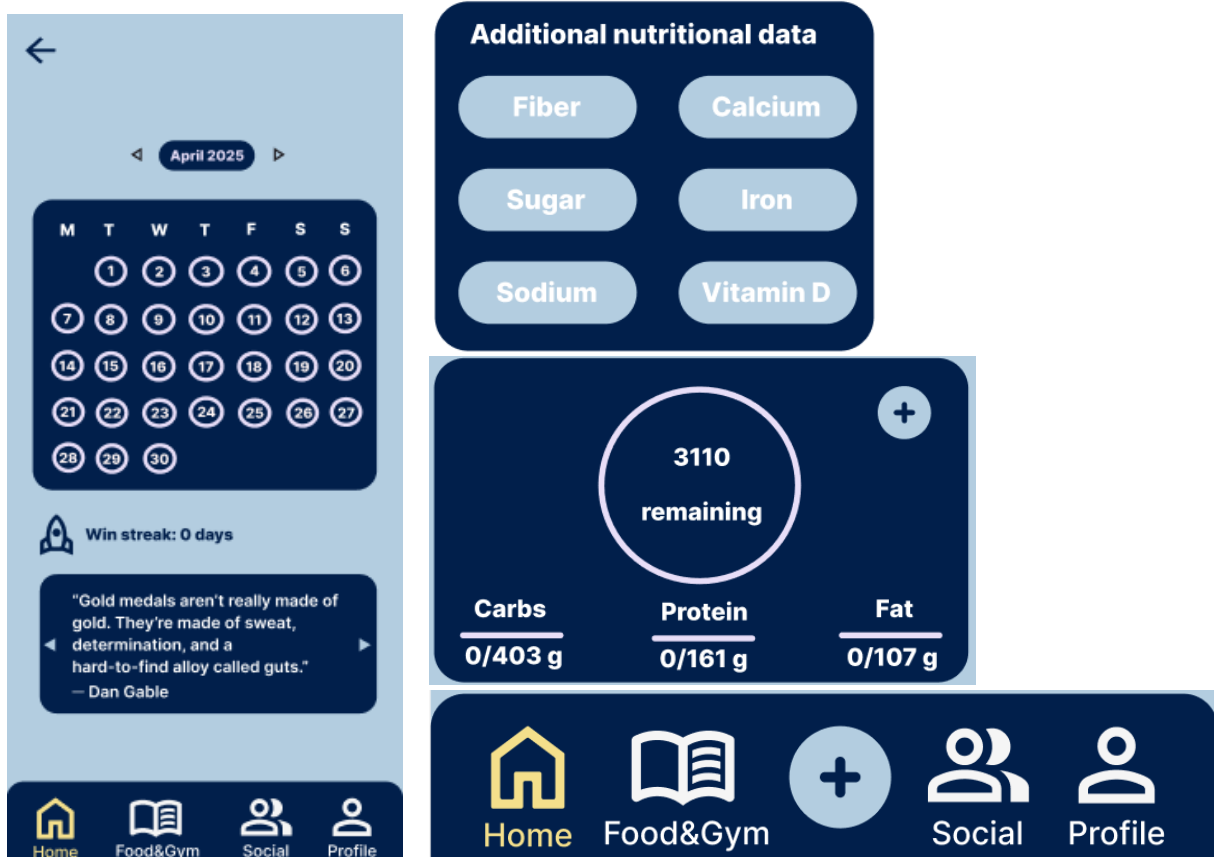 April 2025
M T W T F S S
1 2 3 4 5 6
7 8 9 10 11 12 13
14 15 16 17 18 19 20
21 22 23 24 25 26 27
28 29 30
Win streak: 0 days
"Gold medals aren't really made of
gold. They're made of sweat,
determination, and a
hard-to-find alloy called guts."
— Dan Gable
Home Food&Gym Social Profile
Additional nutritional data
Fiber Calcium
Sugar Iron
Sodium Vitamin D
+
3110
remaining
Carbs Protein Fat
0/403 g 0/161 g 0/107 g
+
Home Food&Gym Social Profile